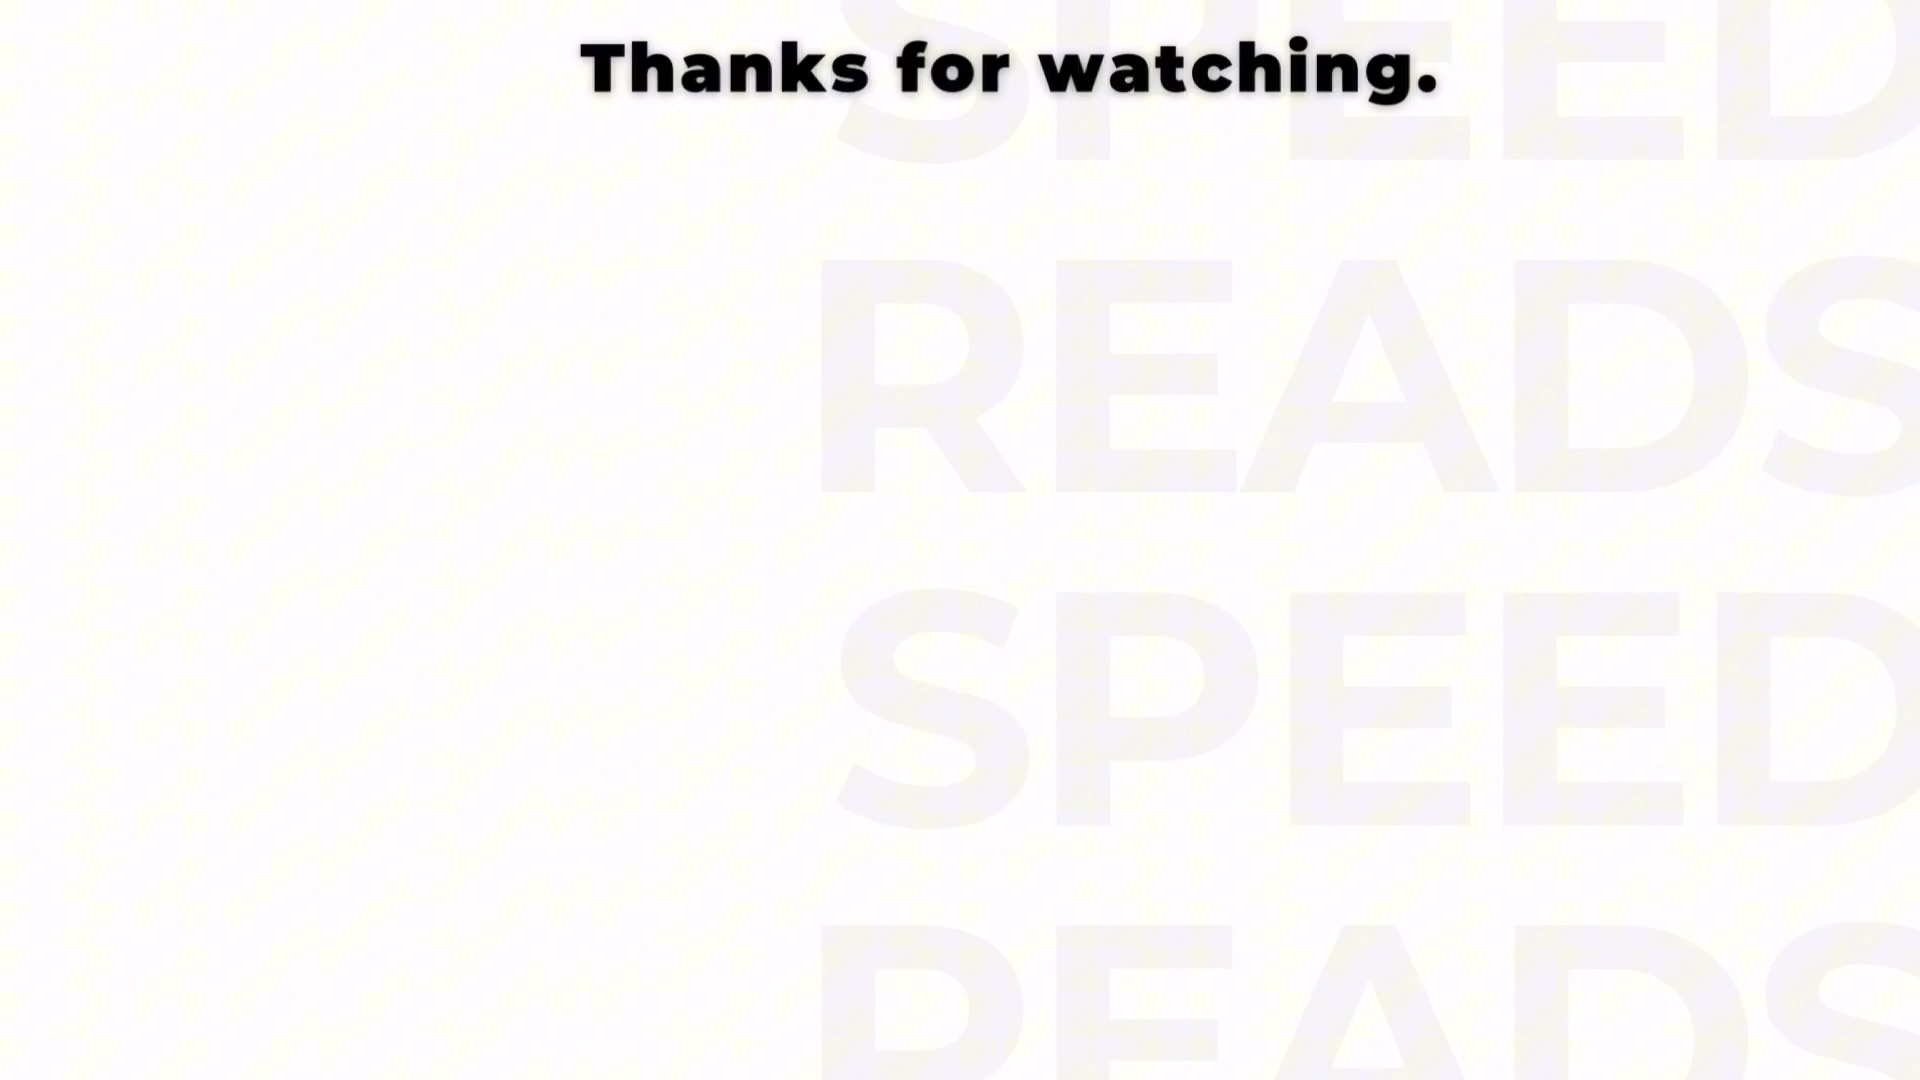 Thanks for watching.
SPEED
READS
SPEED
READS